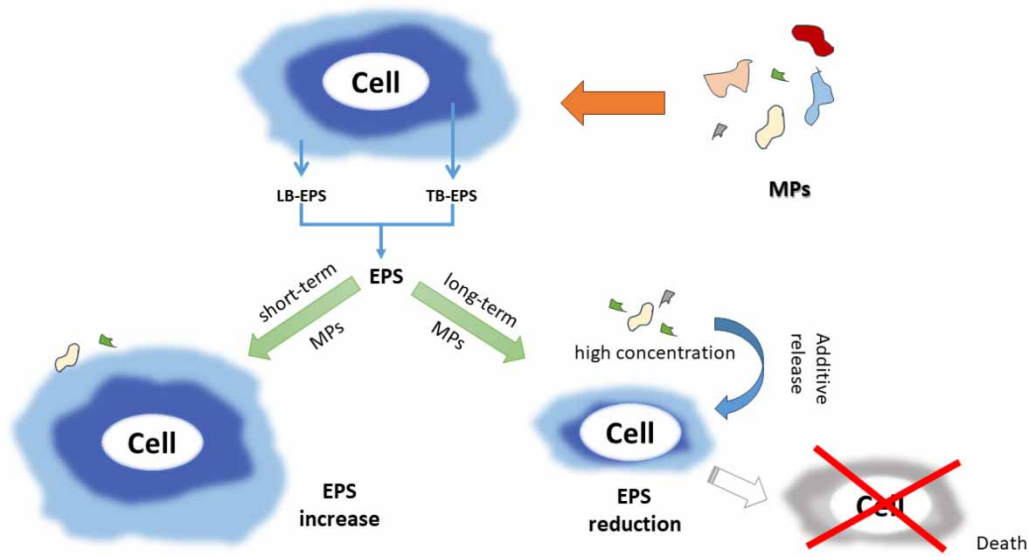 Cell
MPs
LB-EPS
TB-EPS
EPS
short-term
MPs
long-term
MPs
high concentration
Additive
release
Cell
EPS
increase
Cell
EPS
reduction
Cell
Death